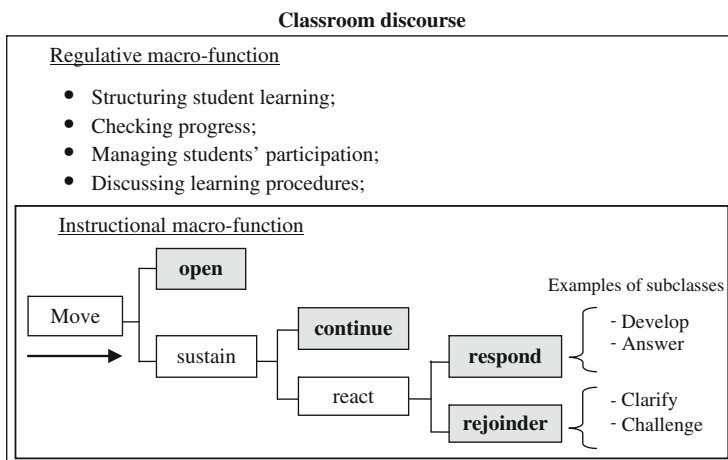 Classroom discourse
Regulative macro-function
• Structuring student learning;
• Checking progress;
• Managing students' participation;
• Discussing learning procedures;
Instructional macro-function
open
Examples of subclasses
Move
continue
- Develop
sustain
respond
- Answer
react
- Clarify
rejoinder
- Challenge